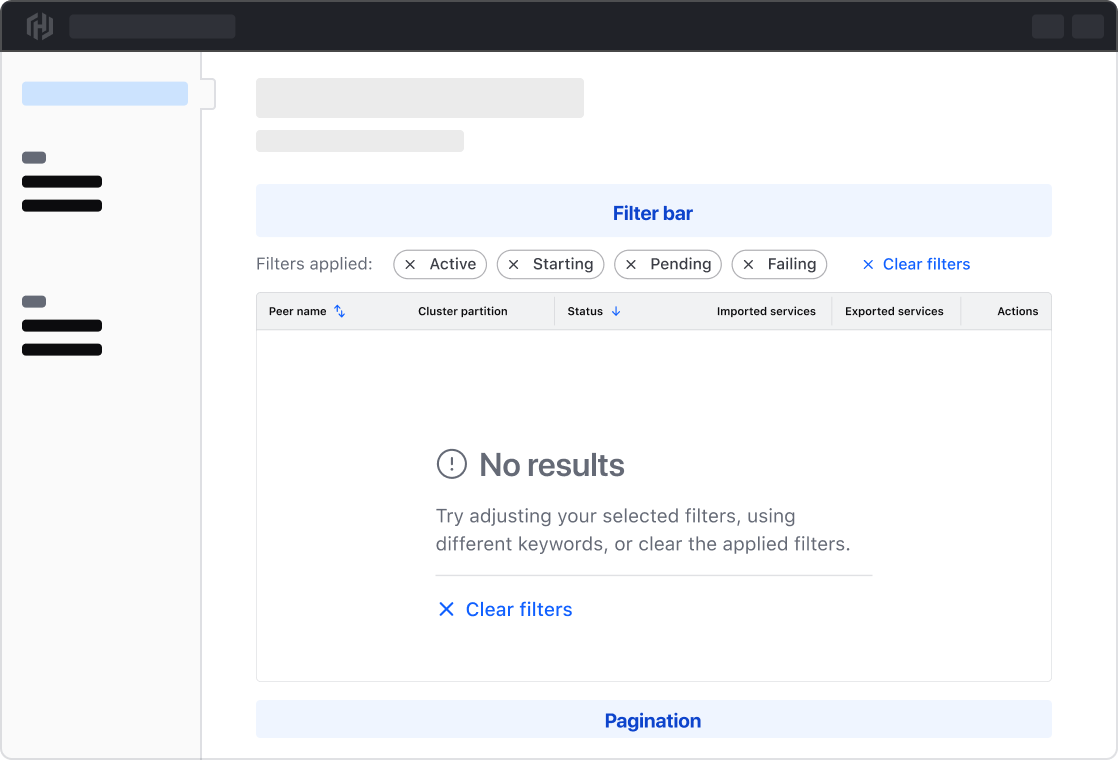 Filter bar
Filters applied: Active Starting Pending Failing Clear filters
Peer name Cluster partition Status Imported services Exported services Actions
No results
Try adjusting your selected filters, using
different keywords, or clear the applied filters.
Clear filters
Pagination